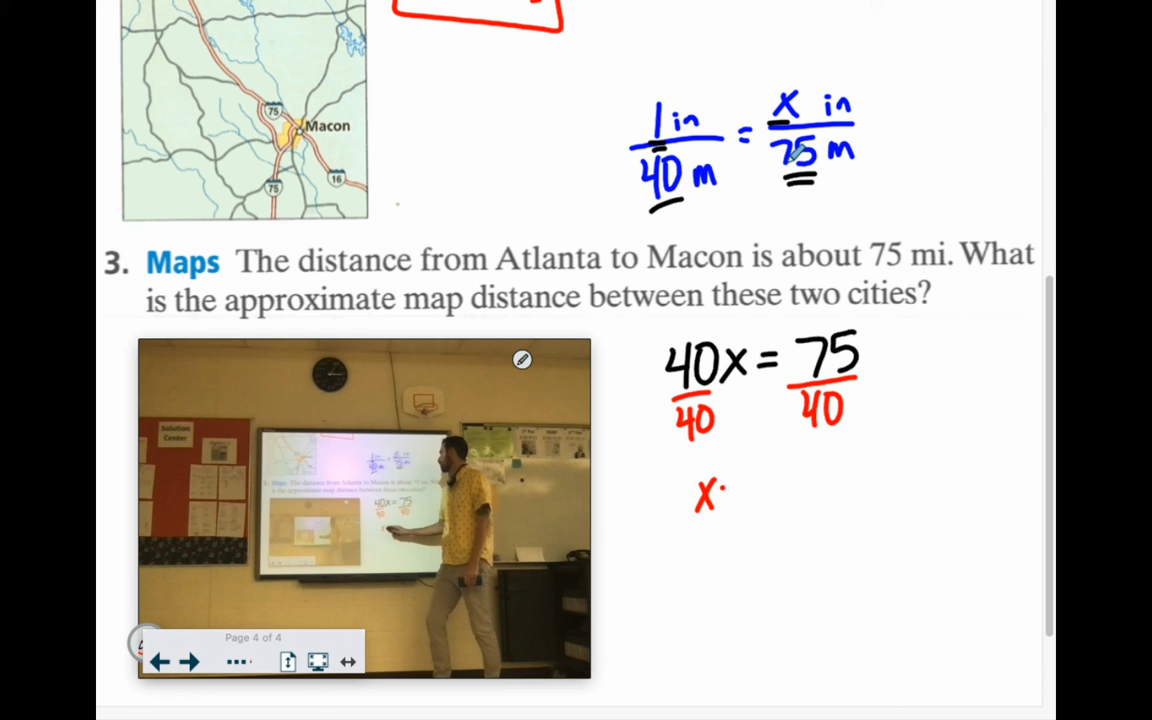 75
Macon
16
75
1 in = x in
40 m 75 m
3. Maps The distance from Atlanta to Macon is about 75 mi. What
is the approximate map distance between these two cities?
40x = 75
40 40
x
Solution
Center
Page 4 of 4